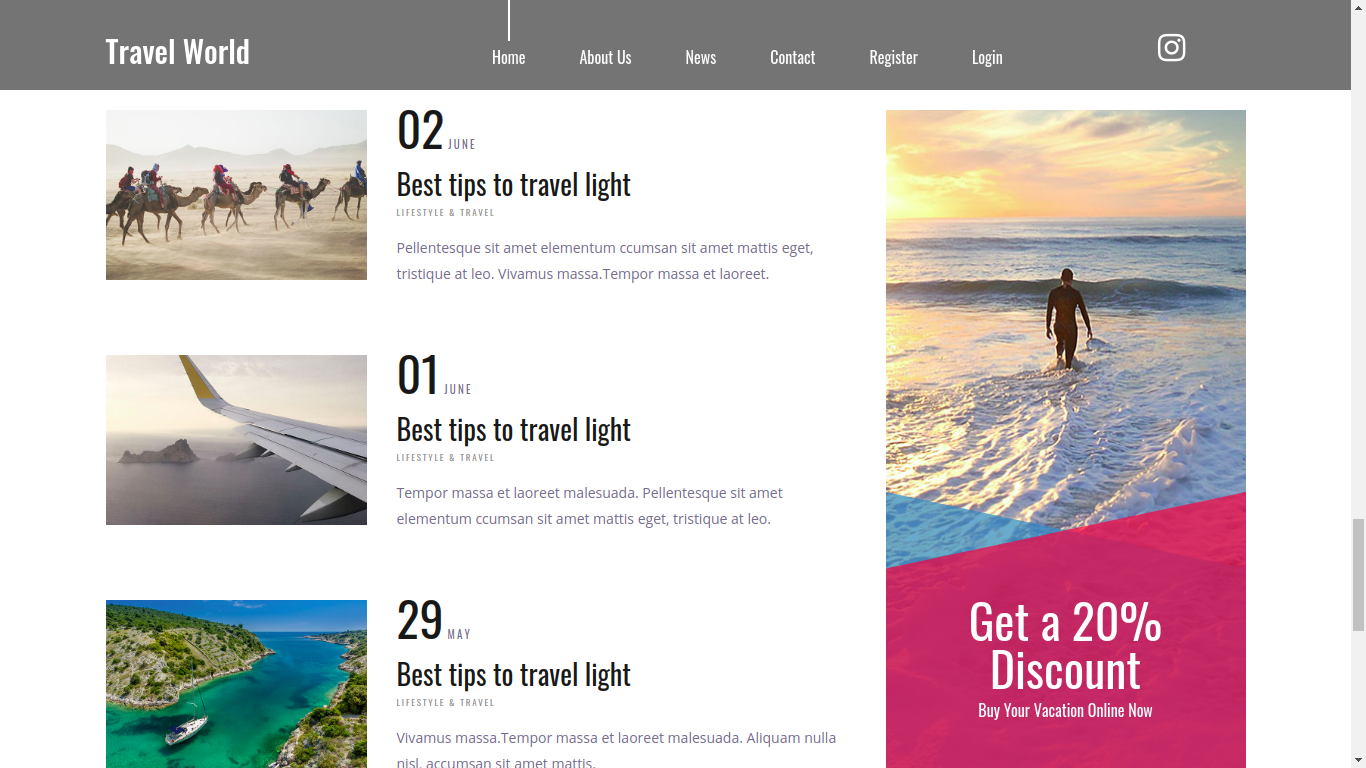 Travel World
Home
About Us
News
Contact
Register
Login
02 JUNE
Best tips to travel light
LIFESTYLE & TRAVEL
Pellentesque sit amet elementum ccumsan sit amet mattis eget,
tristique at leo. Vivamus massa.Tempor massa et laoreet.
01 JUNE
Best tips to travel light
LIFESTYLE & TRAVEL
Tempor massa et laoreet malesuada. Pellentesque sit amet
elementum ccumsan sit amet mattis eget, tristique at leo.
29 MAY
Best tips to travel light
LIFESTYLE & TRAVEL
Vivamus massa.Tempor massa et laoreet malesuada. Aliquam nulla
nisl, accumsan sit amet mattis.
Get a 20%
Discount
Buy Your Vacation Online Now